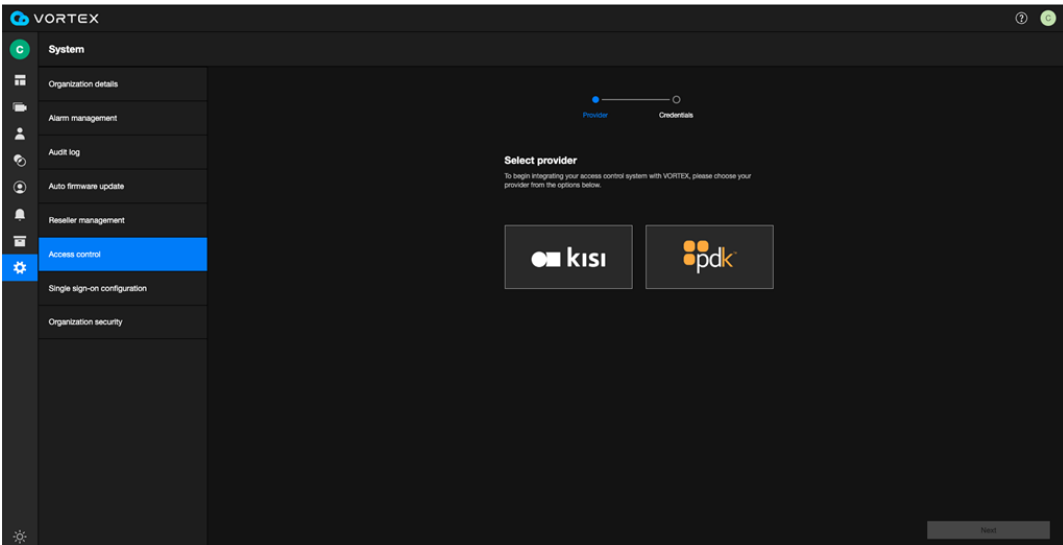 VORTEX
C
C
System
Organization details
Alarm management
Audit log
Auto firmware update
Reseller management
Access control
Single sign-on configuration
Organization security
Provider
Credentials
Select provider
To begin integrating your access control system with VORTEX, please choose your
provider from the options below.
kisi
pdk
Next